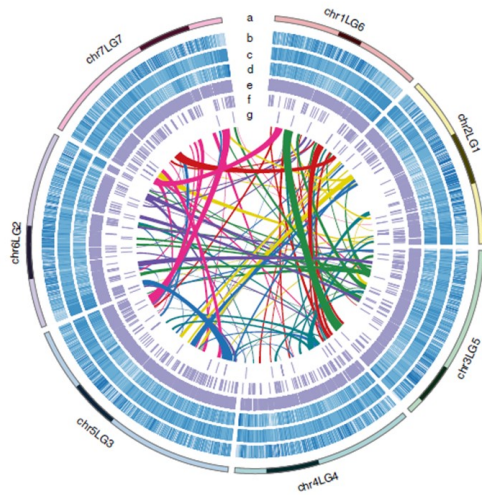 a
chr1LG6
b
c
d
e
f
g
chr7LG7
chr2LG1
chr6LG2
chr3LG5
chr5LG3
chr4LG4